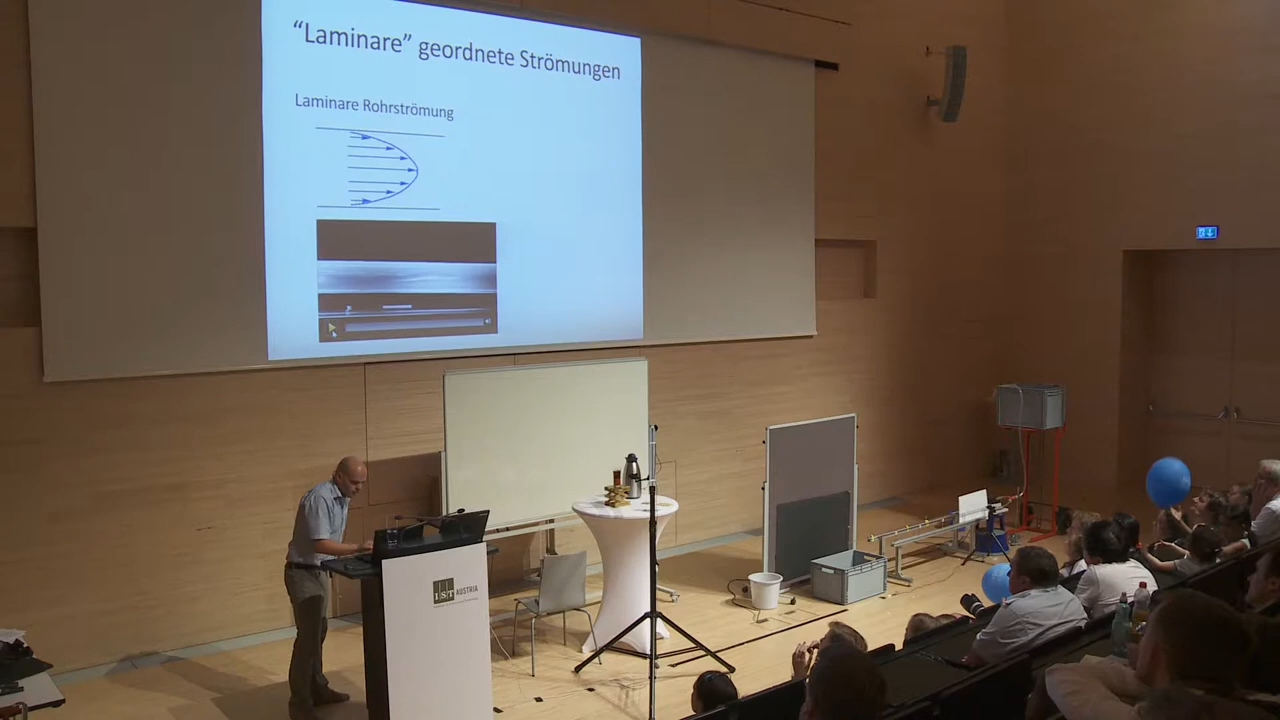 “Laminare” geordnete Strömungen
Laminare Rohrströmung
IST AUSTRIA